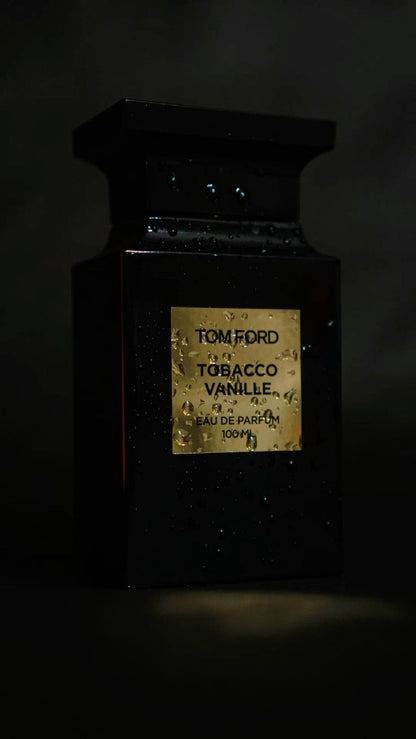 TOM FORD
TOBACCO
VANILLE
EAU DE PARFUM
100 ML